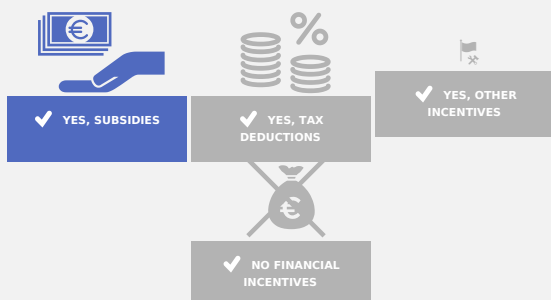 %
YES, SUBSIDIES
YES, TAX
DEDUCTIONS
YES, OTHER
INCENTIVES
€
NO FINANCIAL
INCENTIVES